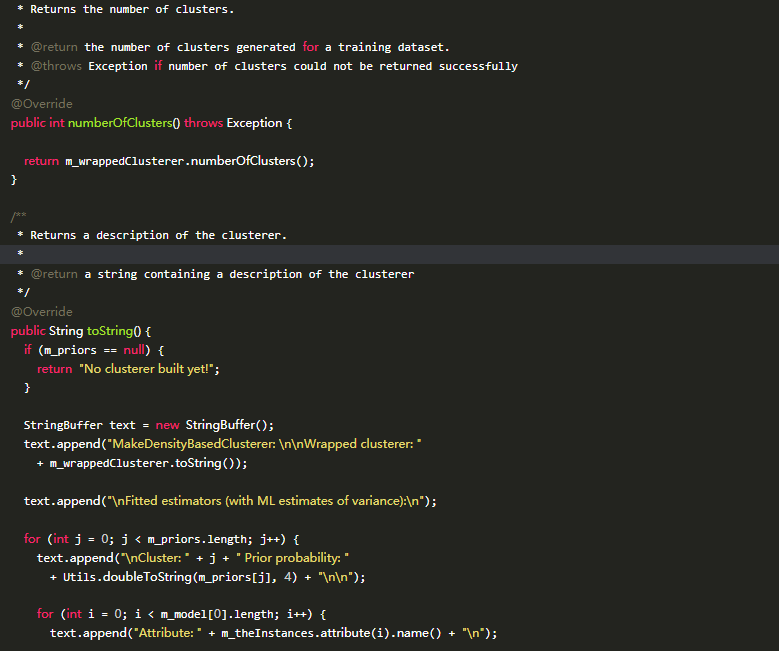 * Returns the number of clusters.
*
* @return the number of clusters generated for a training dataset.
* @throws Exception if number of clusters could not be returned successfully
*/
@Override
public int numberOfClusters() throws Exception {
return m_wrappedClusterer.numberOfClusters();
}
/**
* Returns a description of the clusterer.
*
* @return a string containing a description of the clusterer
*/
@Override
public String toString() {
if (m_priors == null) {
return "No clusterer built yet!";
}
StringBuffer text = new StringBuffer();
text.append("MakeDensityBasedClusterer: \n\nWrapped clusterer: "
+ m_wrappedClusterer.toString());
text.append("\nFitted estimators (with ML estimates of variance):\n");
for (int j = 0; j < m_priors.length; j++) {
text.append("\nCluster: " + j + " Prior probability: "
+ Utils.doubleToString(m_priors[j], 4) + "\n\n");
for (int i = 0; i < m_model[0].length; i++) {
text.append("Attribute: " + m_theInstances.attribute(i).name() + "\n");